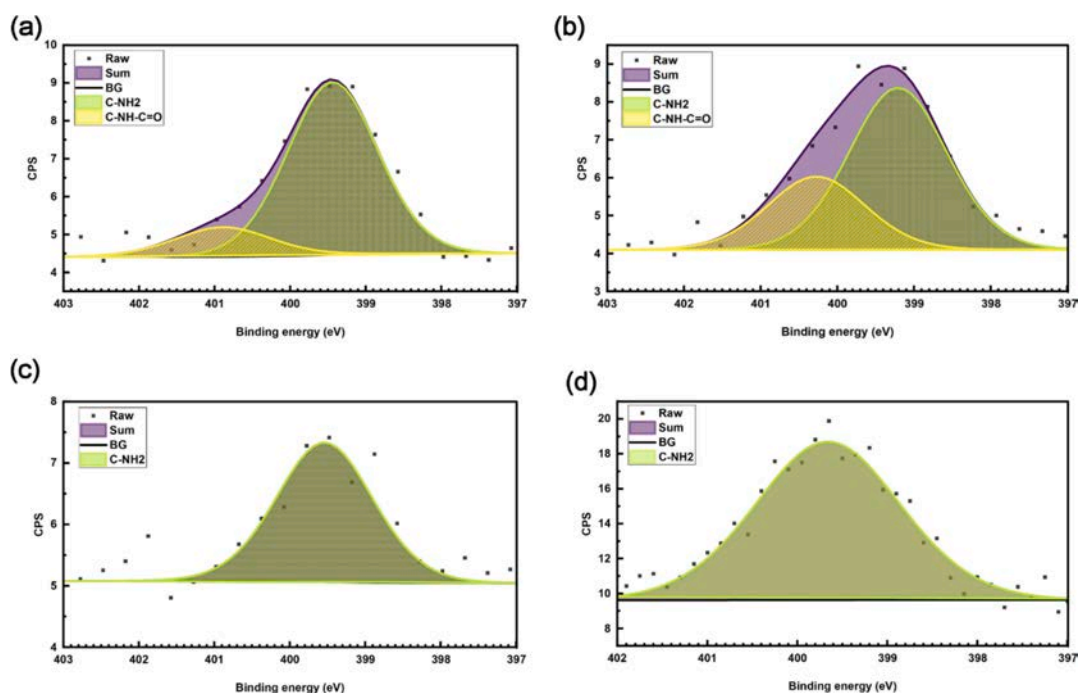 (a)
10
9
8
7
6
5
4
CPS
Raw
Sum
BG
C-NH2
C-NH-C=O
403 402 401 400 399 398 397
Binding energy (eV)
(b)
9
8
7
6
5
4
3
CPS
Raw
Sum
BG
C-NH2
C-NH-C=O
403 402 401 400 399 398 397
Binding energy (eV)
(c)
8
7
6
5
4
CPS
Raw
Sum
BG
C-NH2
403 402 401 400 399 398 397
Binding energy (eV)
(d)
20
18
16
14
12
10
8
CPS
Raw
Sum
BG
C-NH2
402 401 400 399 398 397
Binding energy (eV)